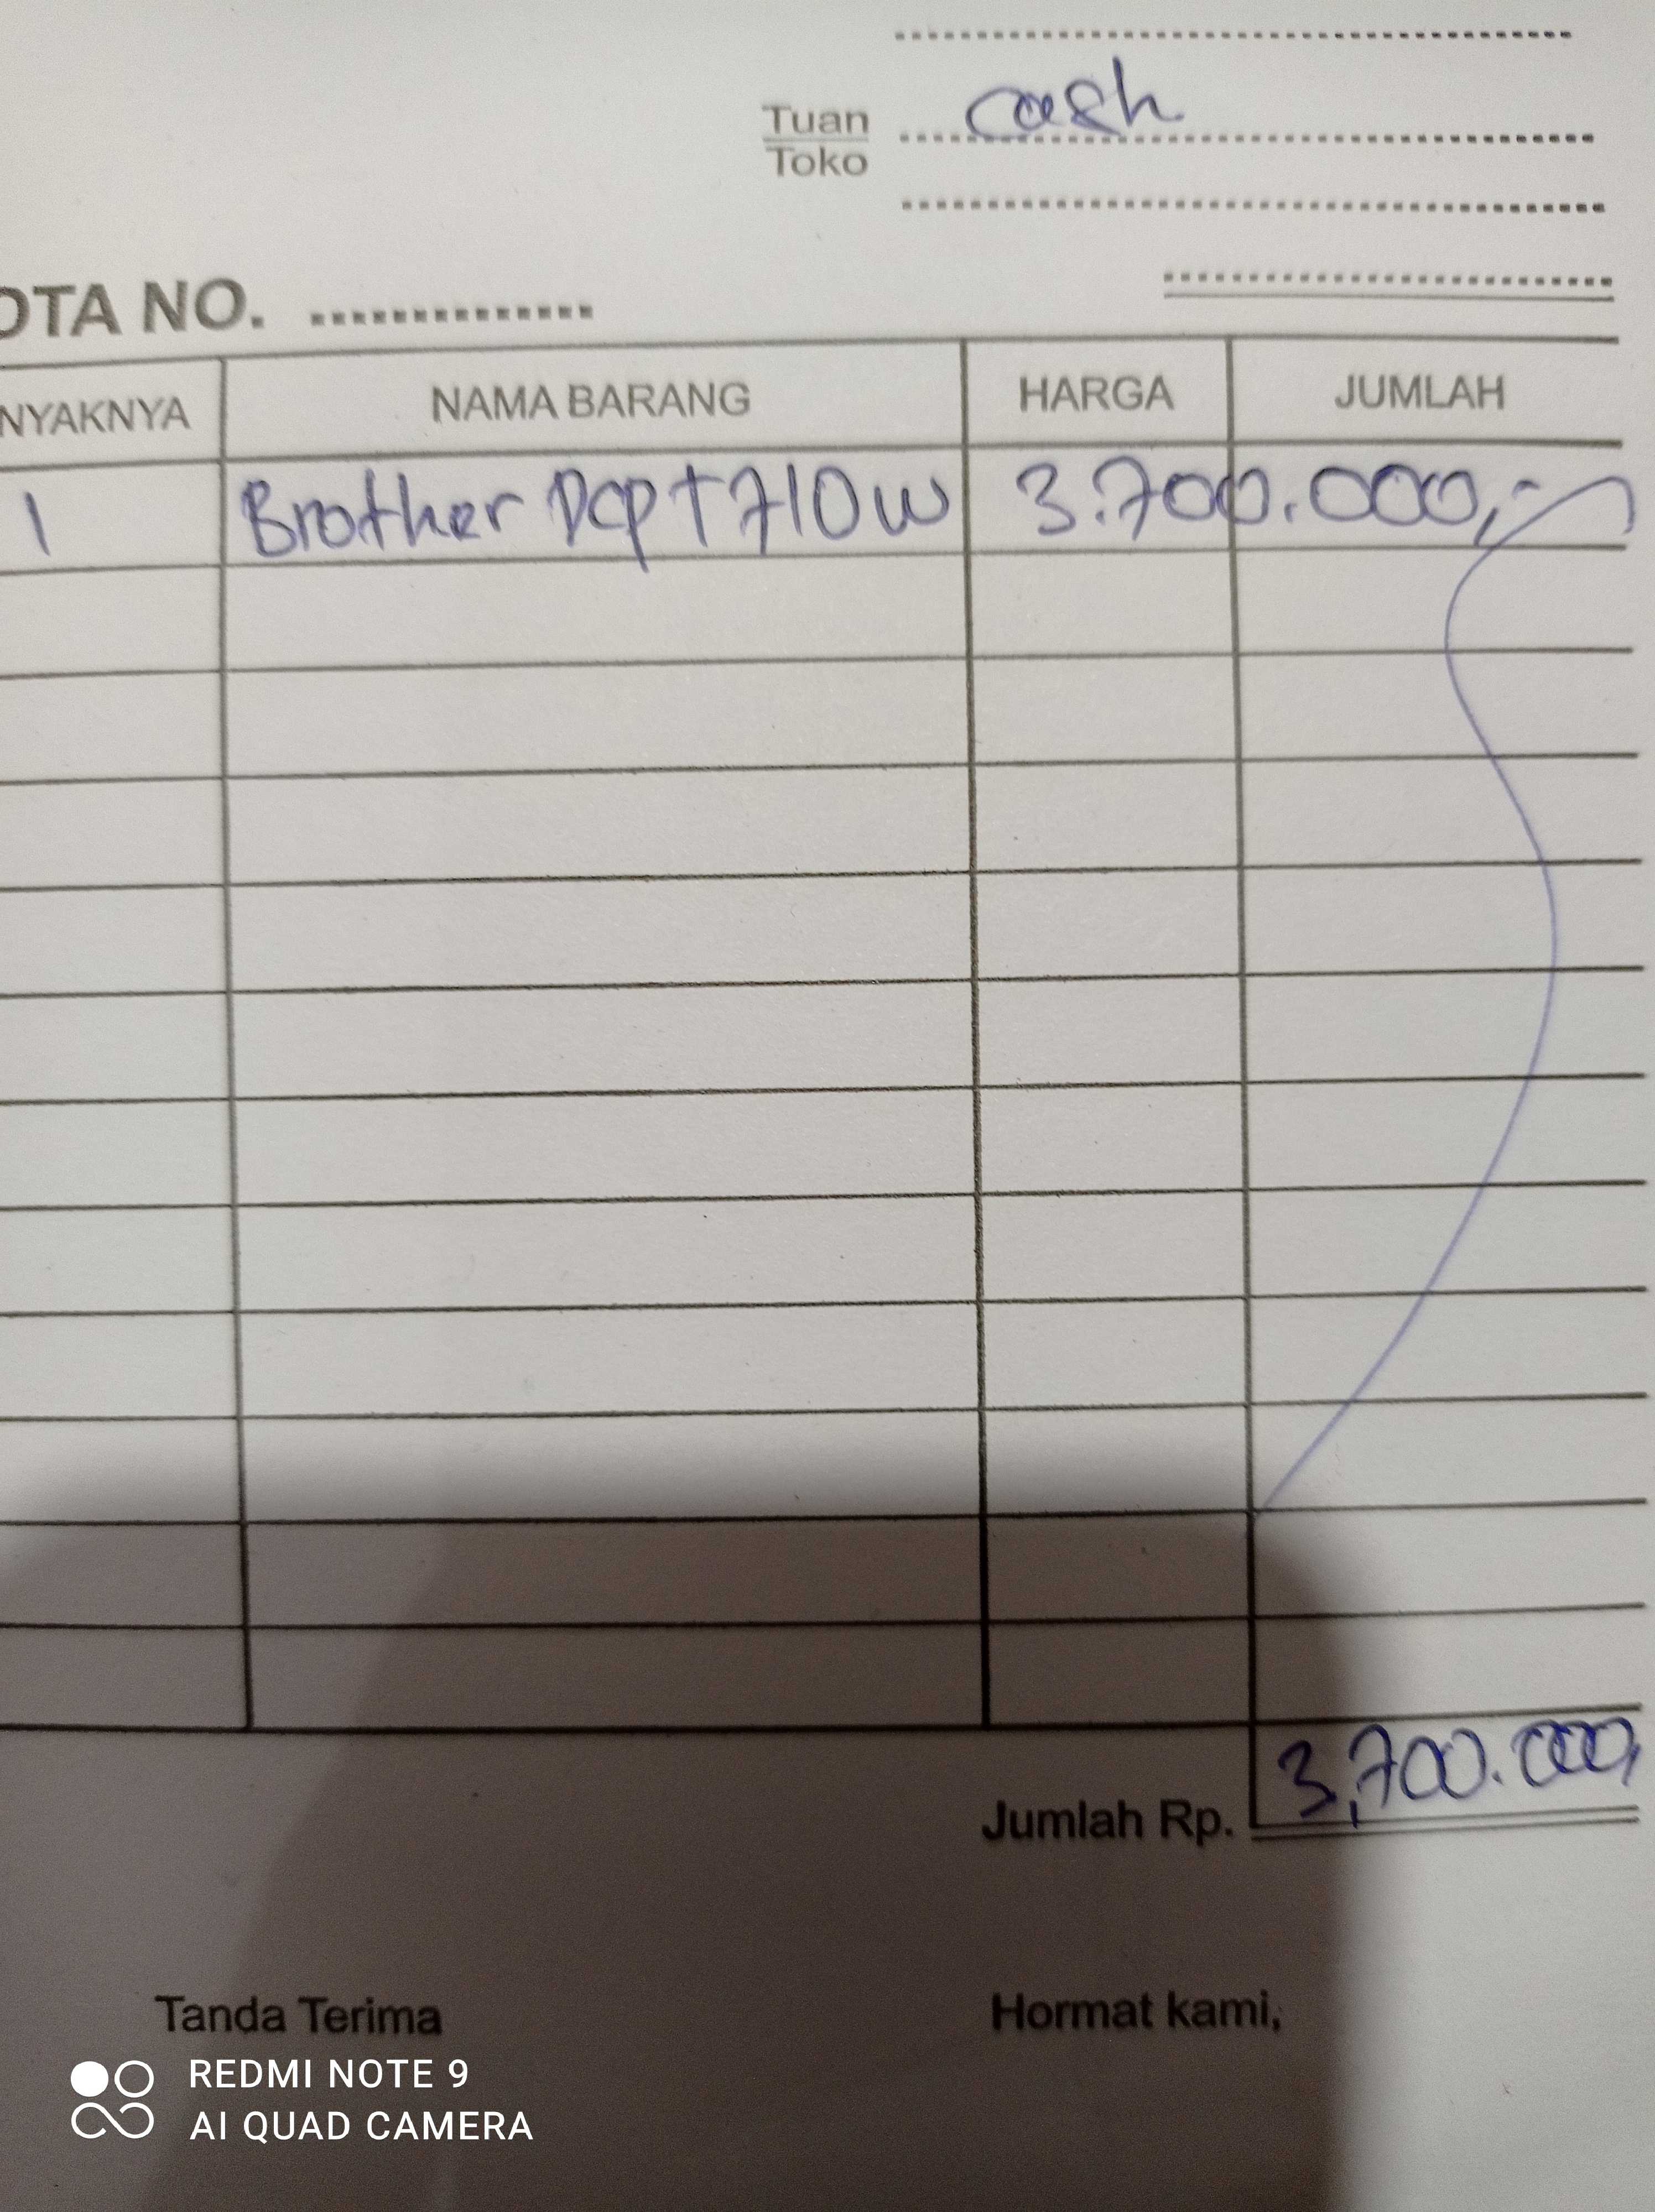 Tuan cash
Toko
OTA NO. ..............
NYAKNYA NAMA BARANG HARGA JUMLAH
1 Brother DCP T710w 3.700.000,-
Jumlah Rp. 3,700.000,
Tanda Terima Hormat kami,
REDMI NOTE 9
AI QUAD CAMERA